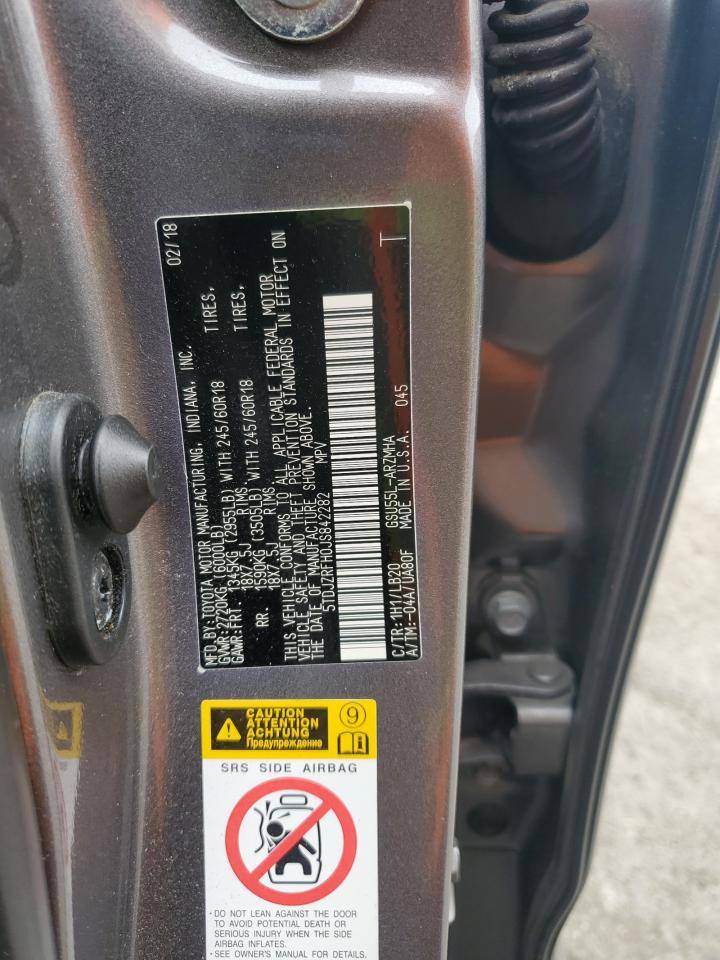 MFD.BY:TOYOTA MOTOR MANUFACTURING, INDIANA, INC. 02/18
GVWR:2720KG(6000LB)
GAWR:FRT. 1345KG (2955LB) WITH 245/60R18 TIRES,
18X7.5J RIMS
RR. 1590KG (3505LB) WITH 245/60R18 TIRES,
18X7.5J RIMS
THIS VEHICLE CONFORMS TO ALL APPLICABLE FEDERAL MOTOR
VEHICLE SAFETY AND THEFT PREVENTION STANDARDS IN EFFECT ON
THE DATE OF MANUFACTURE SHOWN ABOVE.
5TDJZRFH0JS842282 MPV
C/TR:1H1/LB20 GSU55L-ARZMHA T
A/TM:-04A/UA80F MADE IN U.S.A. 045
CAUTION
ATTENTION
ACHTUNG
Предупреждение
9
i
SRS SIDE AIRBAG
• DO NOT LEAN AGAINST THE DOOR
TO AVOID POTENTIAL DEATH OR
SERIOUS INJURY WHEN THE SIDE
AIRBAG INFLATES.
• SEE OWNER'S MANUAL FOR DETAILS.